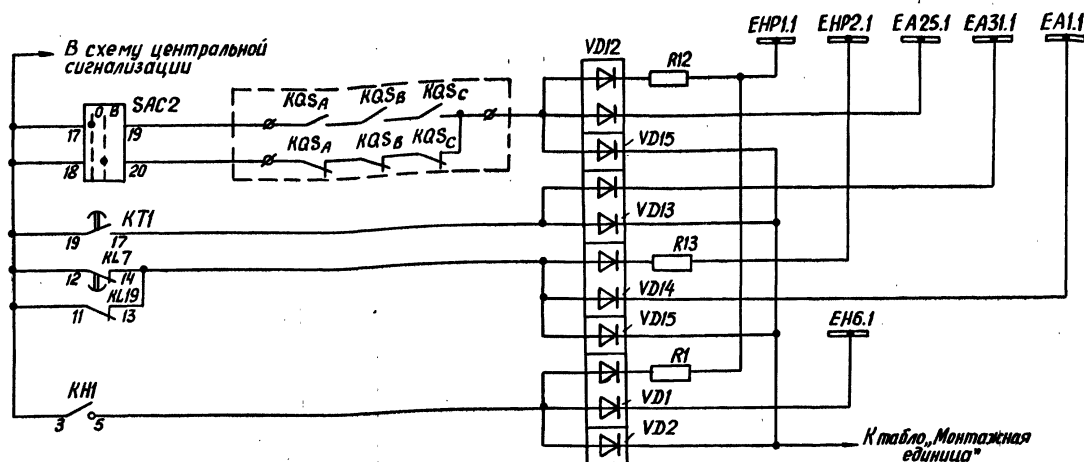 EHP1.1 EHP2.1 EA25.1 EA31.1 EA1.1
В схему центральной
сигнализации
VD12
R12
SAC2
О В
KQSA KQSB KQSC
17 19
KQSA KQSB KQSC
18 20
VD15
KT1
VD13
19 17
KL7
R13
12 14
KL19
VD14
11 13
VD15
EH6.1
R1
KH1
VD1
3 5
VD2
К табло „Монтажная
единица"